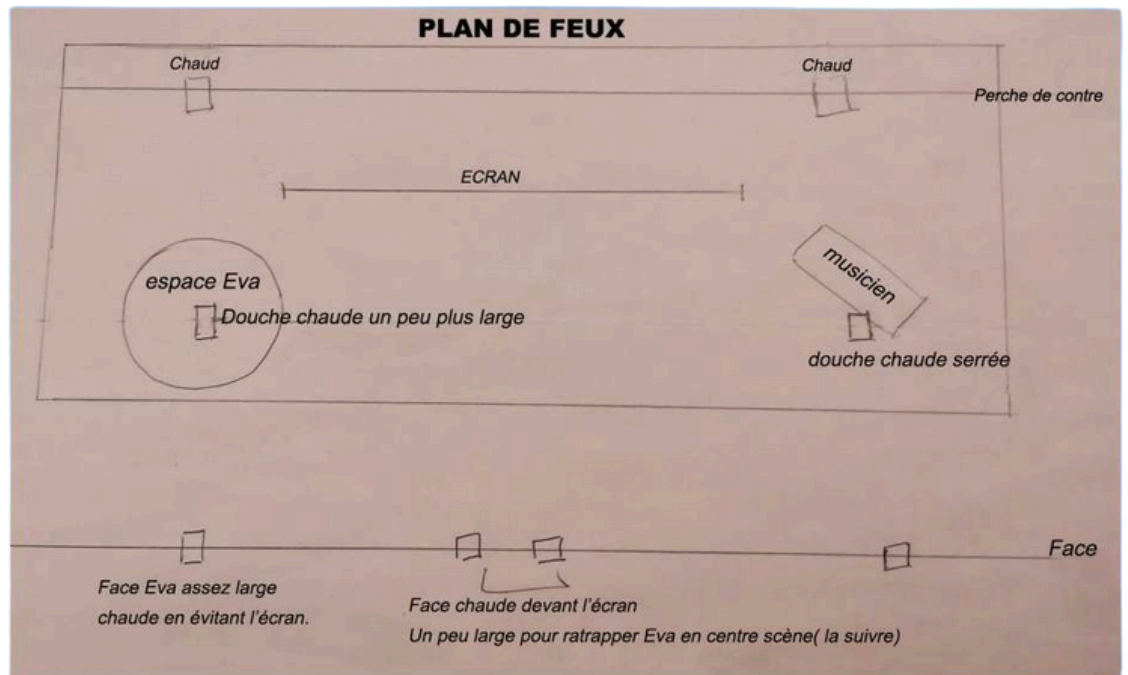 PLAN DE FEUX
Chaud
Chaud
Perche de contre
ECRAN
espace Eva
Douche chaude un peu plus large
musicien
douche chaude serrée
Face
Face Eva assez large
chaude en évitant l'écran.
Face chaude devant l'écran
Un peu large pour ratrapper Eva en centre scène( la suivre)